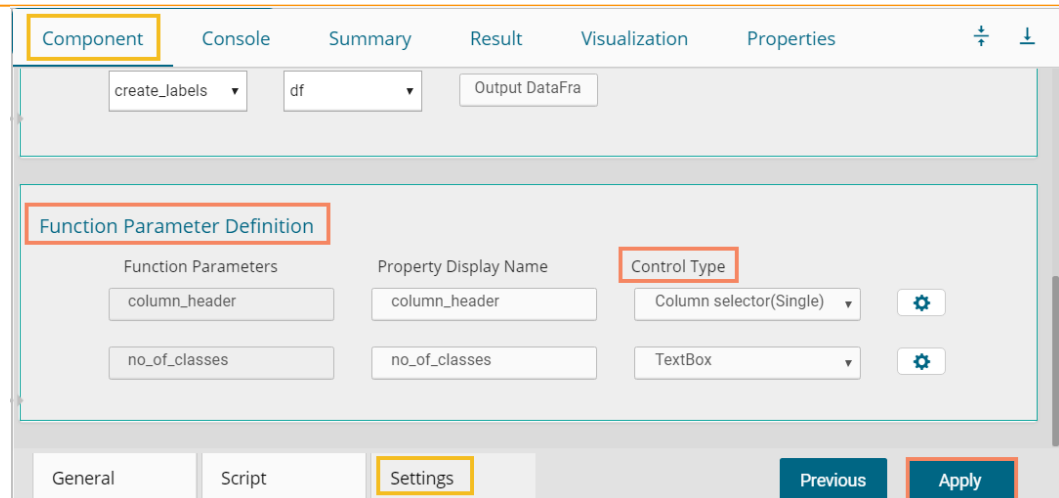 Component Console Summary Result Visualization Properties
create_labels df Output DataFra
Function Parameter Definition
Function Parameters Property Display Name Control Type
column_header column_header Column selector(Single)
no_of_classes no_of_classes TextBox
General Script Settings Previous Apply